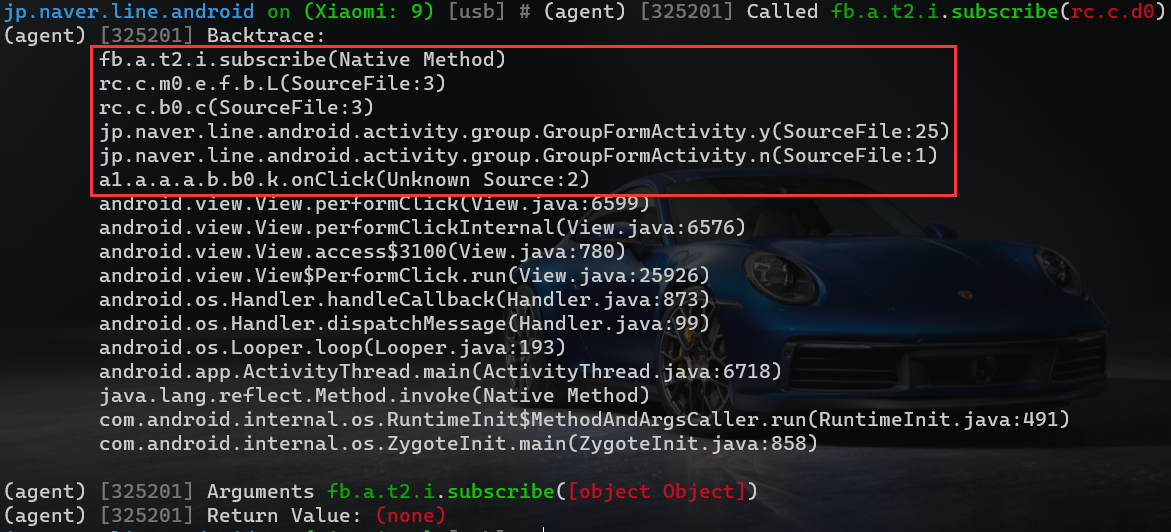 jp.naver.line.android on (Xiaomi: 9) [usb] # (agent) [325201] Called fb.a.t2.i.subscribe(rc.c.d0)
(agent) [325201] Backtrace:
fb.a.t2.i.subscribe(Native Method)
rc.c.m0.e.f.b.L(SourceFile:3)
rc.c.b0.c(SourceFile:3)
jp.naver.line.android.activity.group.GroupFormActivity.y(SourceFile:25)
jp.naver.line.android.activity.group.GroupFormActivity.n(SourceFile:1)
a1.a.a.a.b.b0.k.onClick(Unknown Source:2)
android.view.View.performClick(View.java:6599)
android.view.View.performClickInternal(View.java:6576)
android.view.View.access$3100(View.java:780)
android.view.View$PerformClick.run(View.java:25926)
android.os.Handler.handleCallback(Handler.java:873)
android.os.Handler.dispatchMessage(Handler.java:99)
android.os.Looper.loop(Looper.java:193)
android.app.ActivityThread.main(ActivityThread.java:6718)
java.lang.reflect.Method.invoke(Native Method)
com.android.internal.os.RuntimeInit$MethodAndArgsCaller.run(RuntimeInit.java:491)
com.android.internal.os.ZygoteInit.main(ZygoteInit.java:858)
(agent) [325201] Arguments fb.a.t2.i.subscribe([object Object])
(agent) [325201] Return Value: (none)